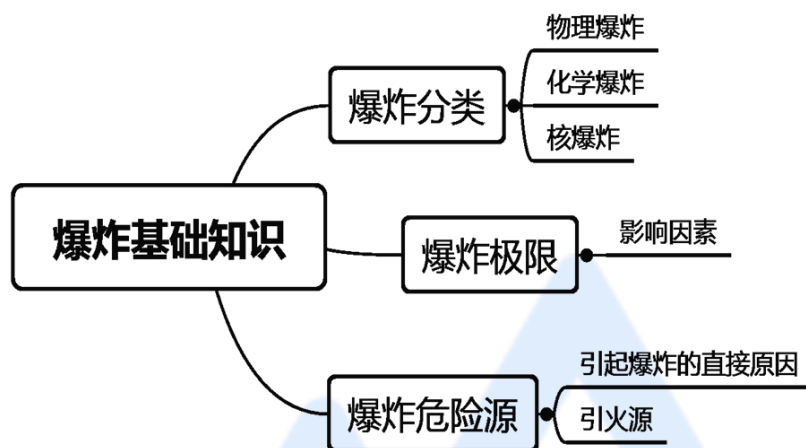 物理爆炸
爆炸分类
化学爆炸
核爆炸
爆炸基础知识
爆炸极限
影响因素
爆炸危险源
引起爆炸的直接原因
引火源